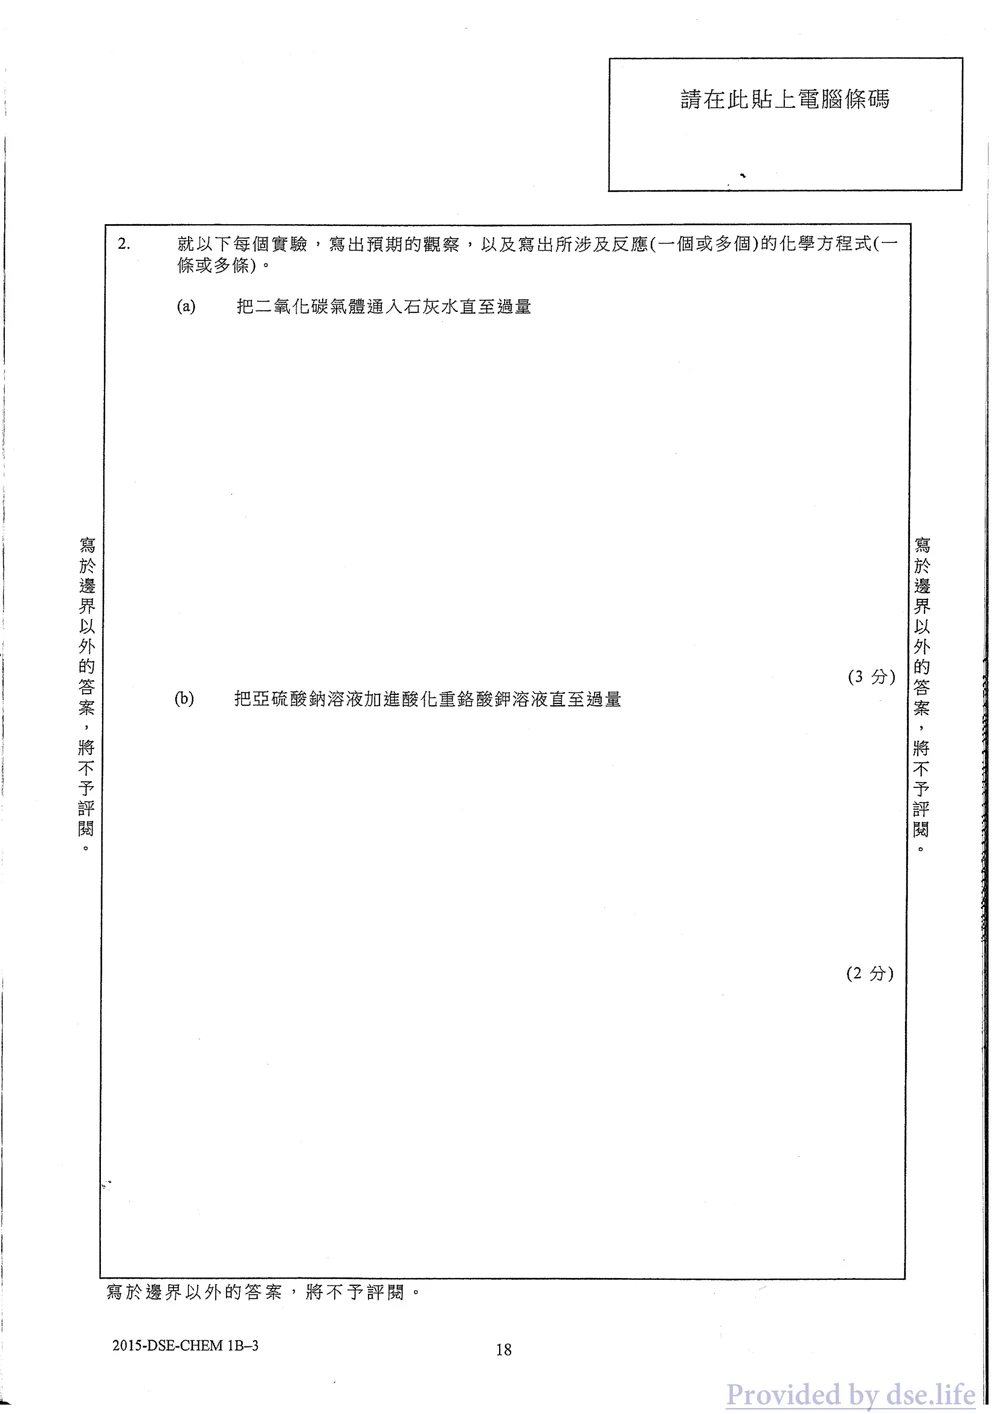 請在此貼上電腦條碼
2. 就以下每個實驗，寫出預期的觀察，以及寫出所涉及反應(一個或多個)的化學方程式(一
條或多條)。
(a) 把二氧化碳氣體通入石灰水直至過量
(3 分)
(b) 把亞硫酸鈉溶液加進酸化重鉻酸鉀溶液直至過量
(2 分)
寫於邊界以外的答案，將不予評閱。
寫於邊界以外的答案，將不予評閱。
寫於邊界以外的答案，將不予評閱。
2015-DSE-CHEM 1B–3
18
Provided by dse.life